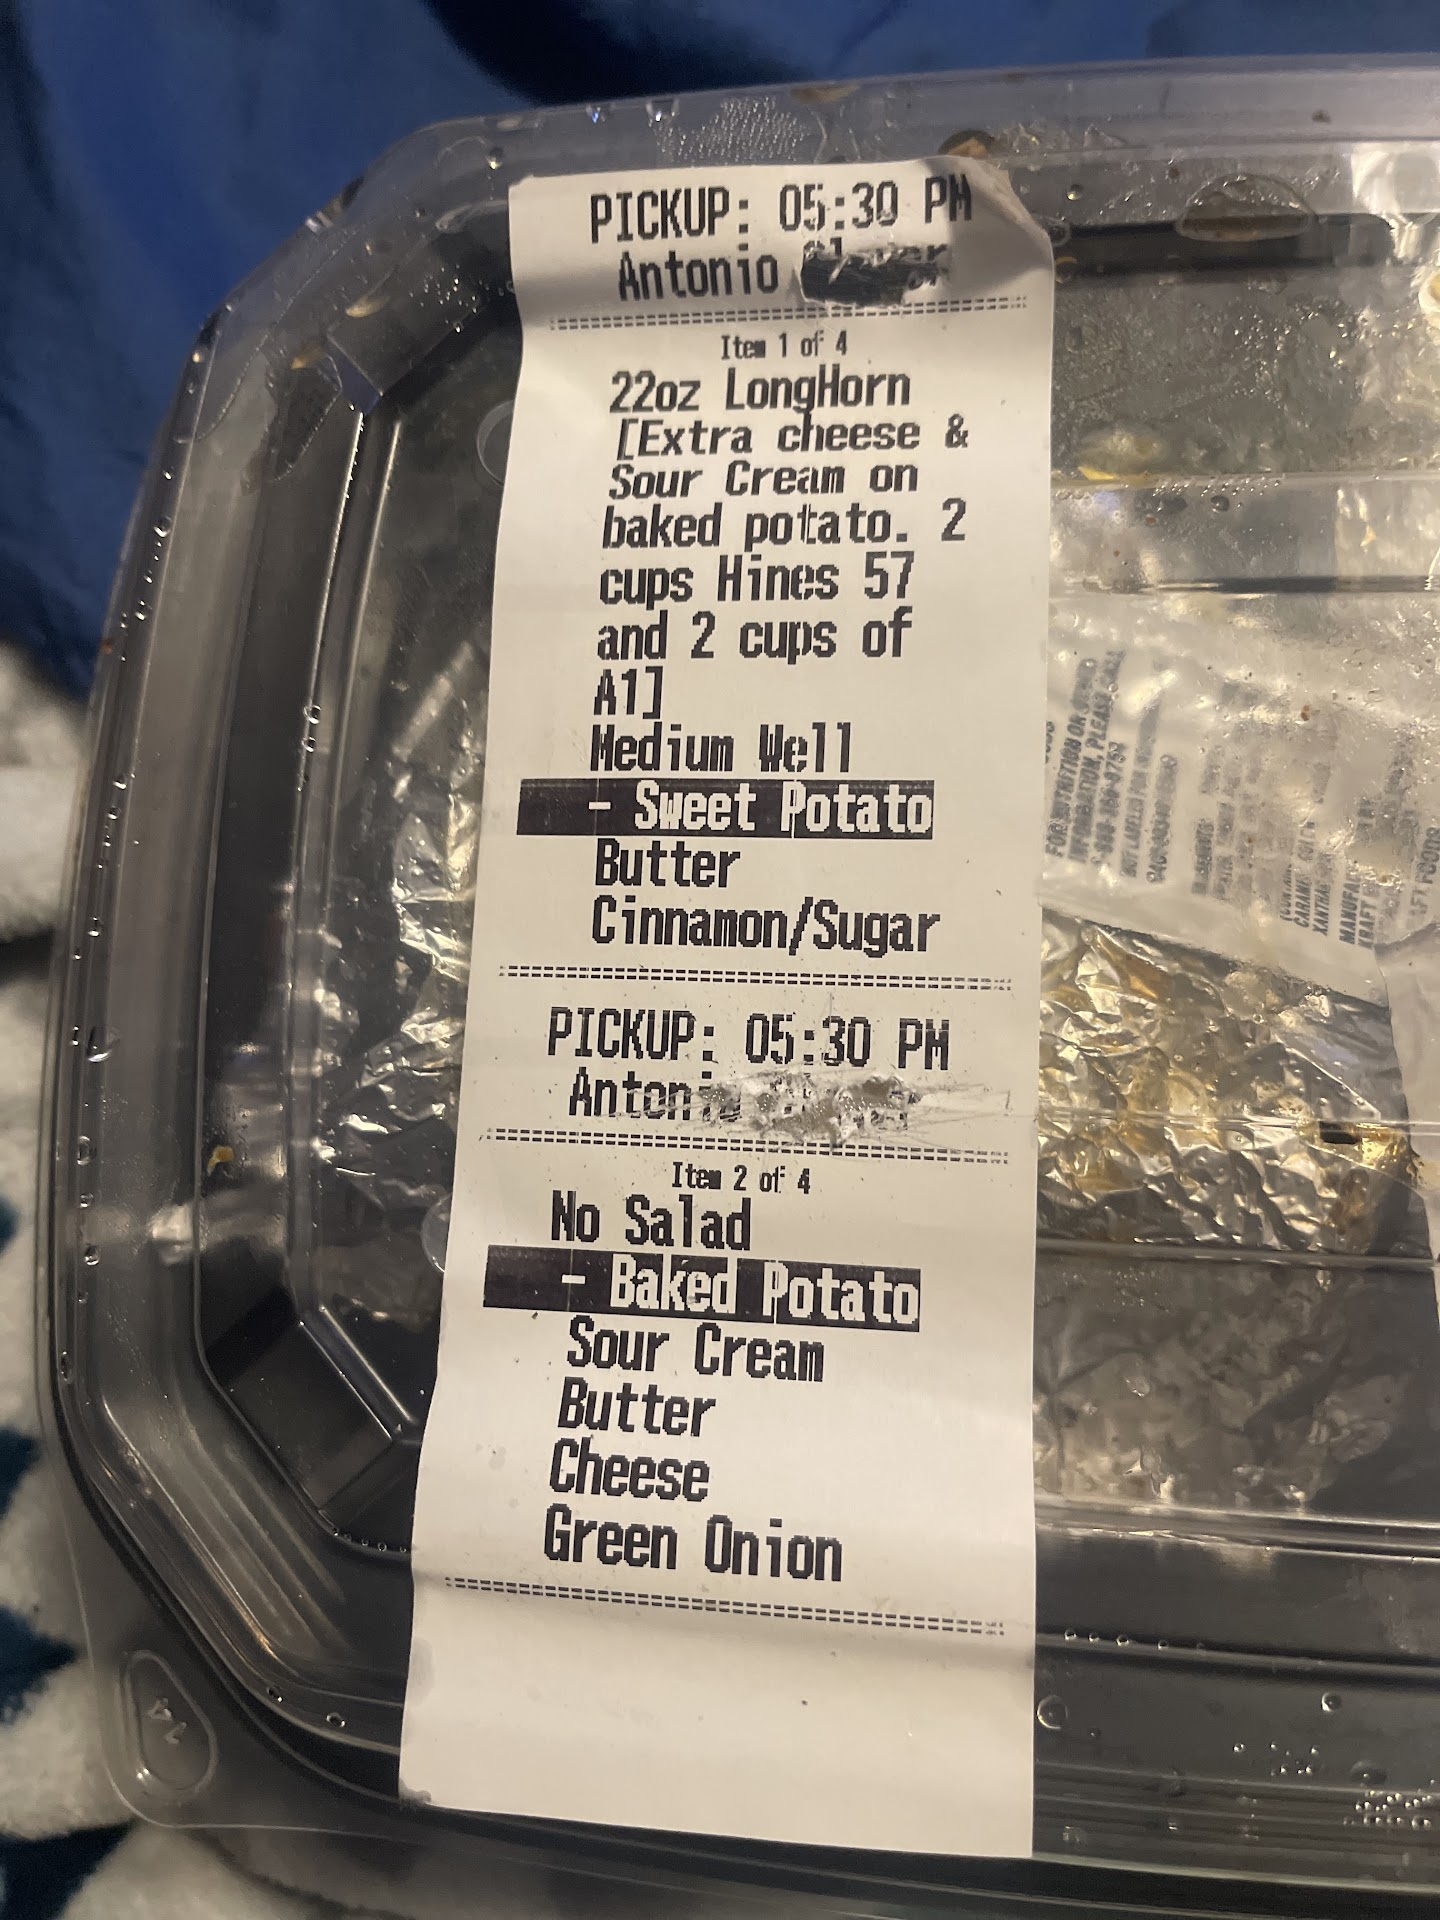 PICKUP: 05:30 PM
Antonio
Item 1 of 4
22oz LongHorn
[Extra cheese &
Sour Cream on
baked potato. 2
cups Hines 57
and 2 cups of
A1]
Medium Well
- Sweet Potato
Butter
Cinnamon/Sugar
PICKUP: 05:30 PM
Antonio
Item 2 of 4
No Salad
- Baked Potato
Sour Cream
Butter
Cheese
Green Onion